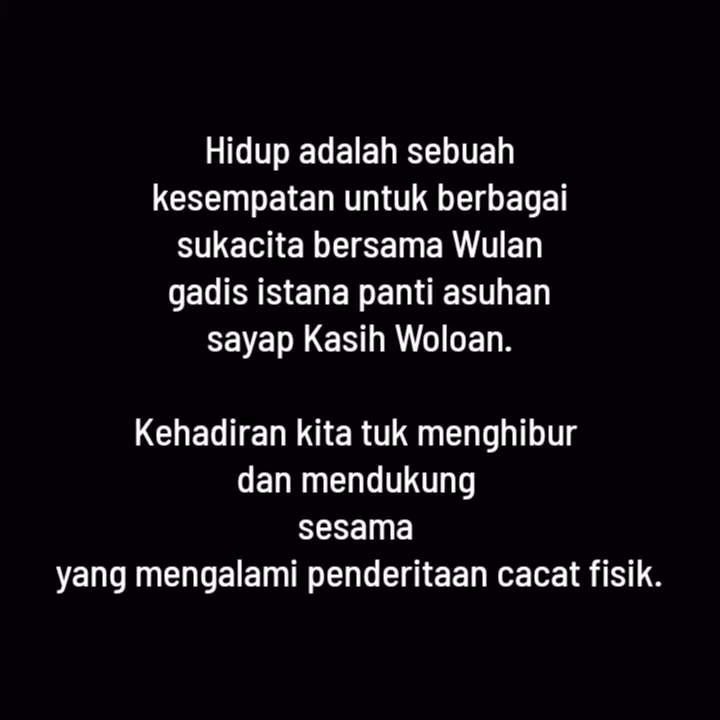 Hidup adalah sebuah
kesempatan untuk berbagai
sukacita bersama Wulan
gadis istana panti asuhan
sayap Kasih Woloan.
Kehadiran kita tuk menghibur
dan mendukung
sesama
yang mengalami penderitaan cacat fisik.